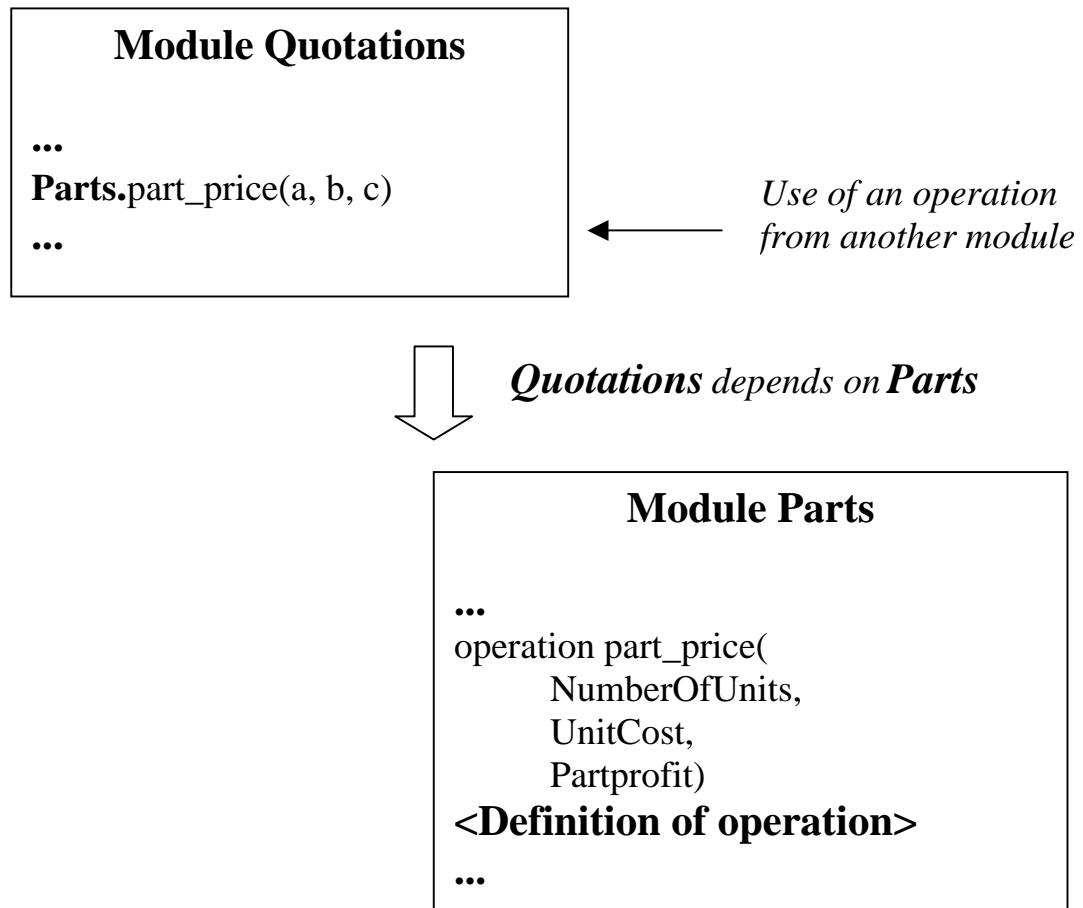 Module Quotations
...
Parts.part_price(a, b, c)
...
Use of an operation
from another module
Quotations depends on Parts
Module Parts
...
operation part_price(
NumberOfUnits,
UnitCost,
Partprofit)
<Definition of operation>
...